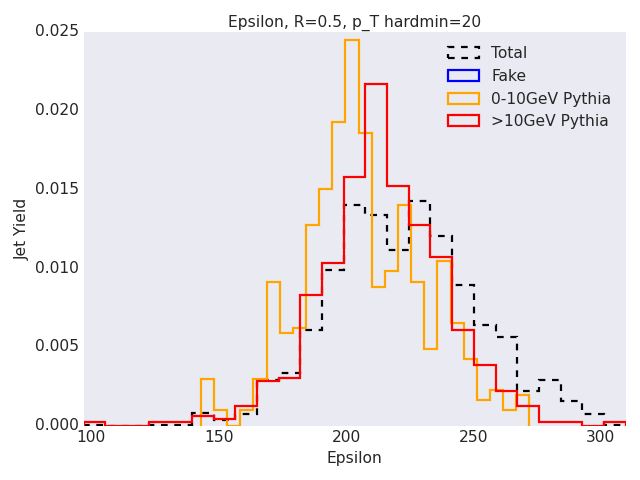 Epsilon, R=0.5, p_T hardmin=20
0.025
0.020
0.015
0.010
0.005
0.000
Jet Yield
Total
Fake
0-10GeV Pythia
>10GeV Pythia
100 150 200 250 300
Epsilon